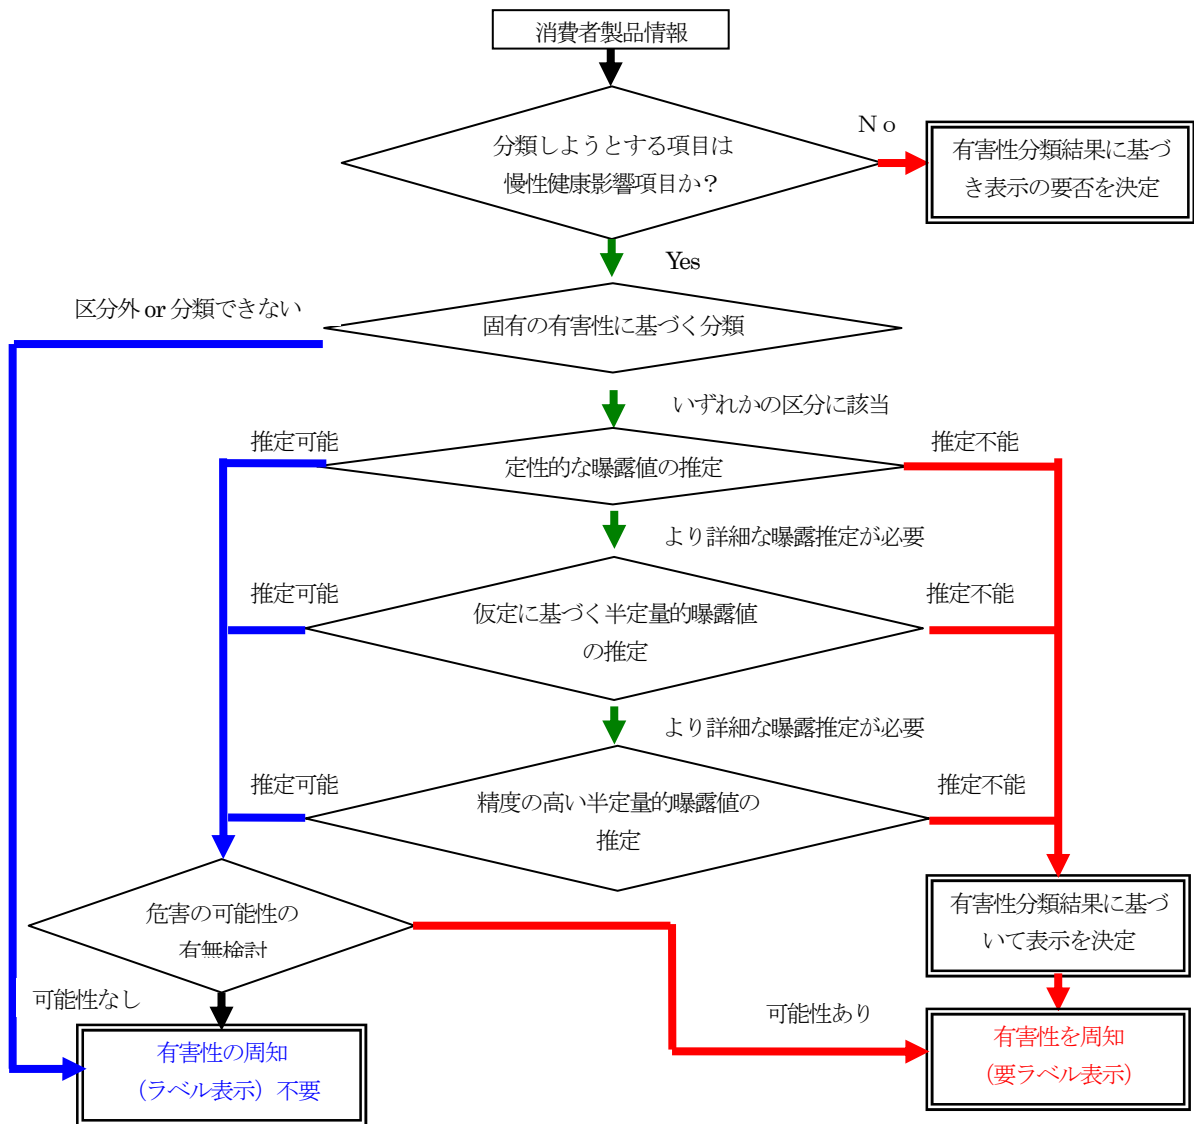 消費者製品情報
分類しようとする項目は
慢性健康影響項目か？
Ｎｏ
有害性分類結果に基づ
き表示の要否を決定
Yes
区分外 or 分類できない
固有の有害性に基づく分類
いずれかの区分に該当
推定可能
定性的な曝露値の推定
推定不能
より詳細な曝露推定が必要
推定可能
仮定に基づく半定量的曝露値
の推定
推定不能
より詳細な曝露推定が必要
推定可能
精度の高い半定量的曝露値の
推定
推定不能
危害の可能性の
有無検討
有害性分類結果に基づ
いて表示を決定
可能性なし
可能性あり
有害性の周知
（ラベル表示）不要
有害性を周知
（要ラベル表示）